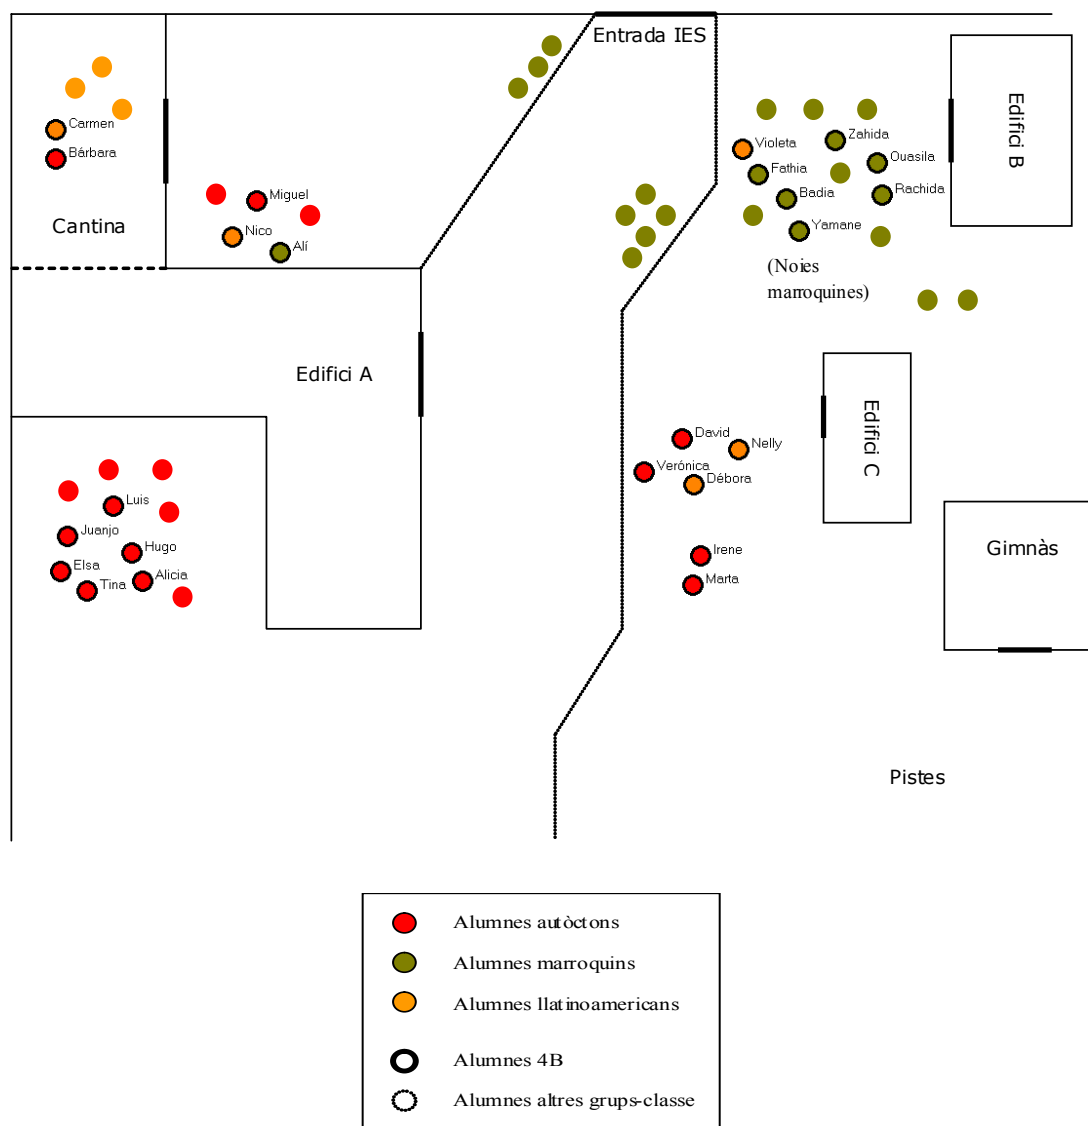 Entrada IES
Carmen
Bárbara
Cantina
Miguel
Nico
Alí
Violeta
Zahida
Ouasila
Fathia
Badia
Rachida
Yamane
(Noies
marroquines)
Edifici B
Edifici A
Edifici C
David
Nelly
Verónica
Débora
Irene
Marta
Gimnàs
Luis
Juanjo
Hugo
Elsa
Tina
Alicia
Pistes
Alumnes autòctons
Alumnes marroquins
Alumnes llatinoamericans
Alumnes 4B
Alumnes altres grups-classe